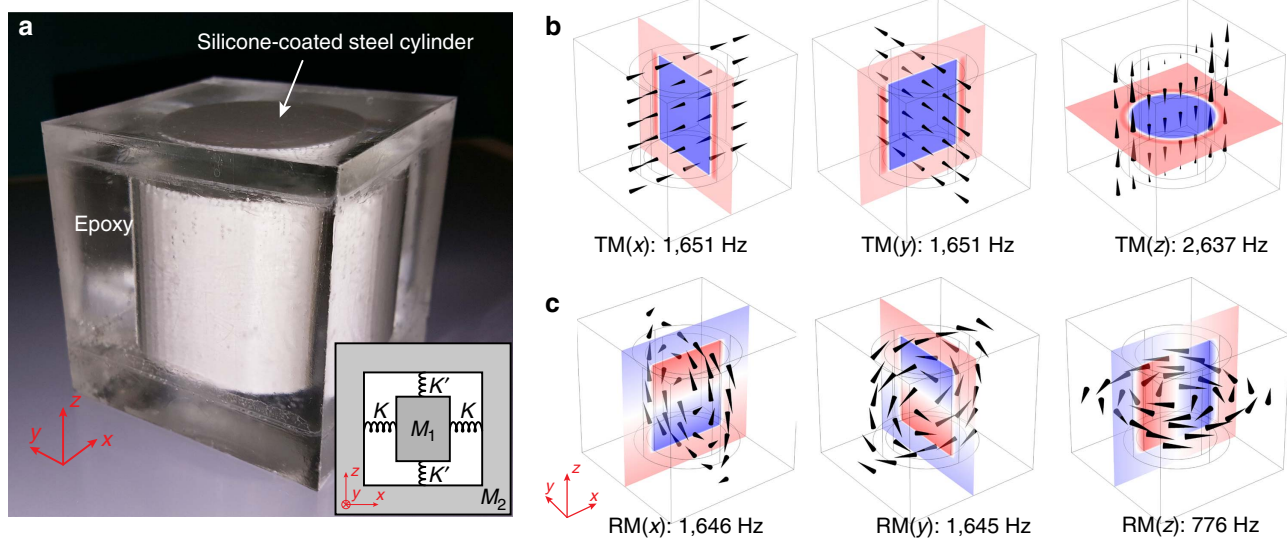 a
Silicone-coated steel cylinder
Epoxy
z
y
x
K'
K
K
M1
K'
z
y
x
M2
b
TM(x): 1,651 Hz
TM(y): 1,651 Hz
TM(z): 2,637 Hz
c
z
y
x
RM(x): 1,646 Hz
RM(y): 1,645 Hz
RM(z): 776 Hz